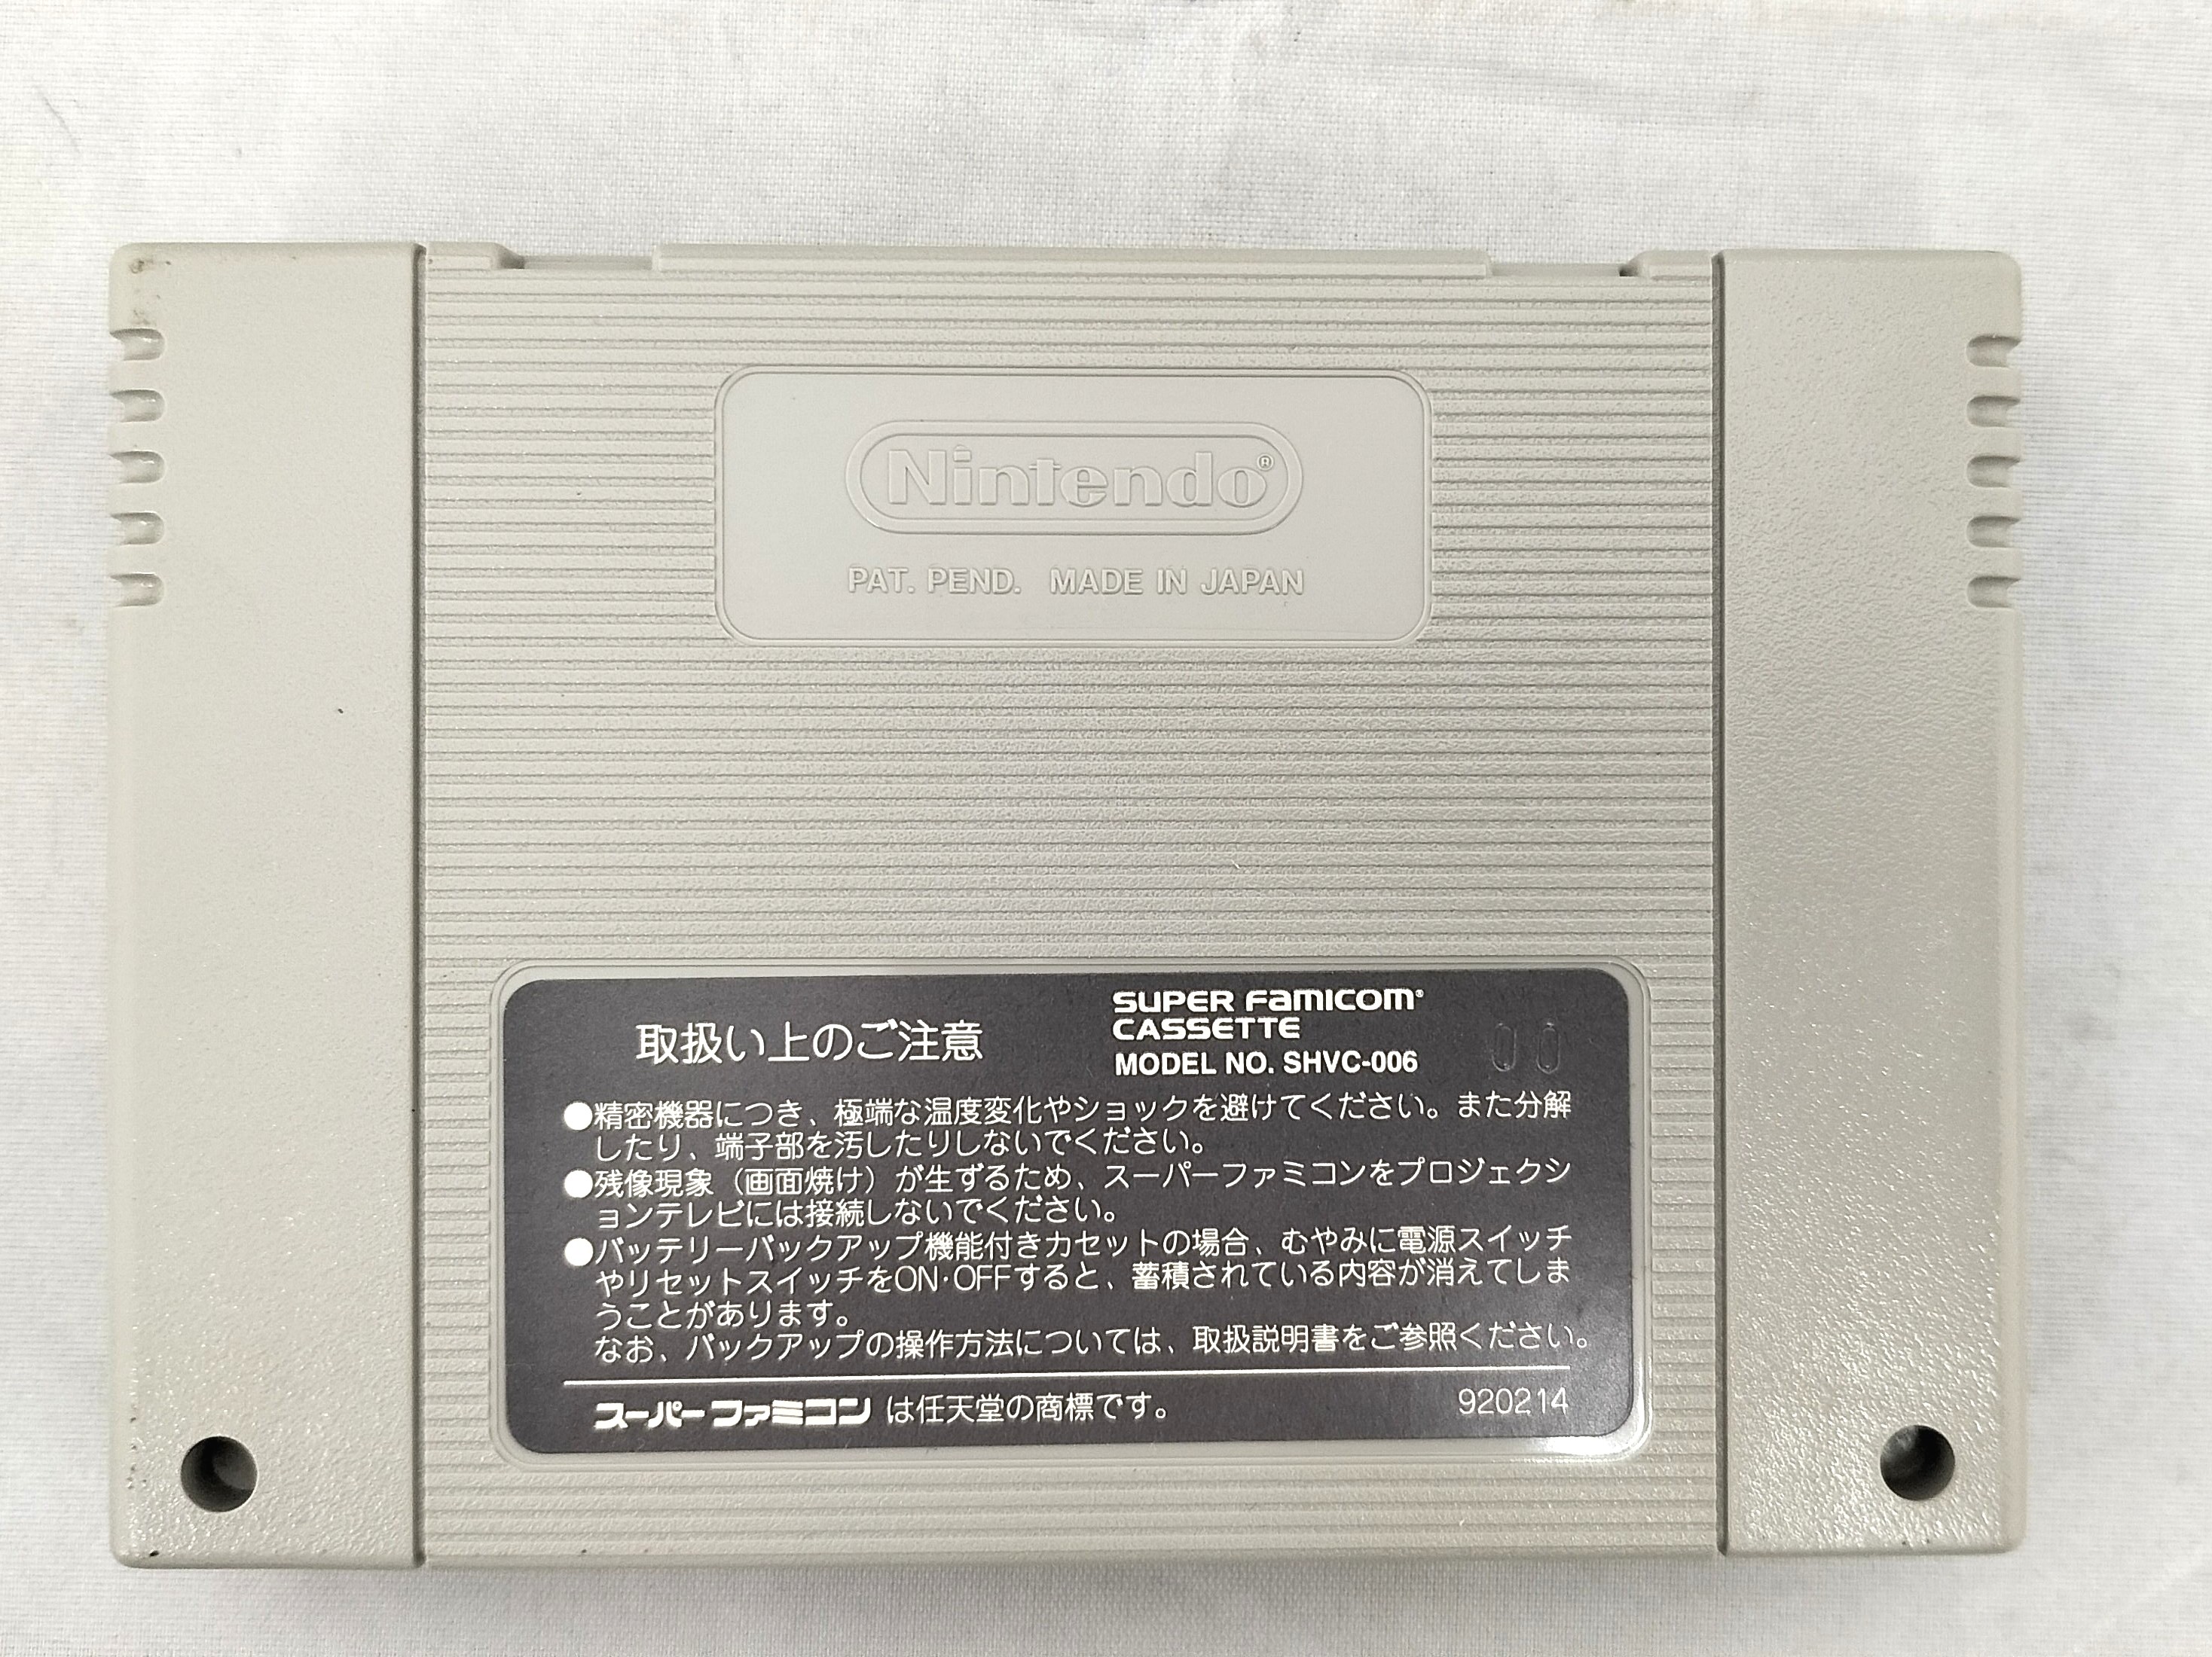 Nintendo®
PAT. PEND. MADE IN JAPAN
取扱い上のご注意
SUPER FAMICOM®
CASSETTE
MODEL NO. SHVC-006
00
●精密機器につき、極端な温度変化やショックを避けてください。また分解
したり、端子部を汚したりしないでください。
●残像現象（画面焼け）が生ずるため、スーパーファミコンをプロジェクシ
ョンテレビには接続しないでください。
●バッテリーバックアップ機能付きカセットの場合、むやみに電源スイッチ
やリセットスイッチをON·OFFすると、蓄積されている内容が消えてしま
うことがあります。
なお、バックアップの操作方法については、取扱説明書をご参照ください。
スーパーファミコンは任天堂の商標です。
920214